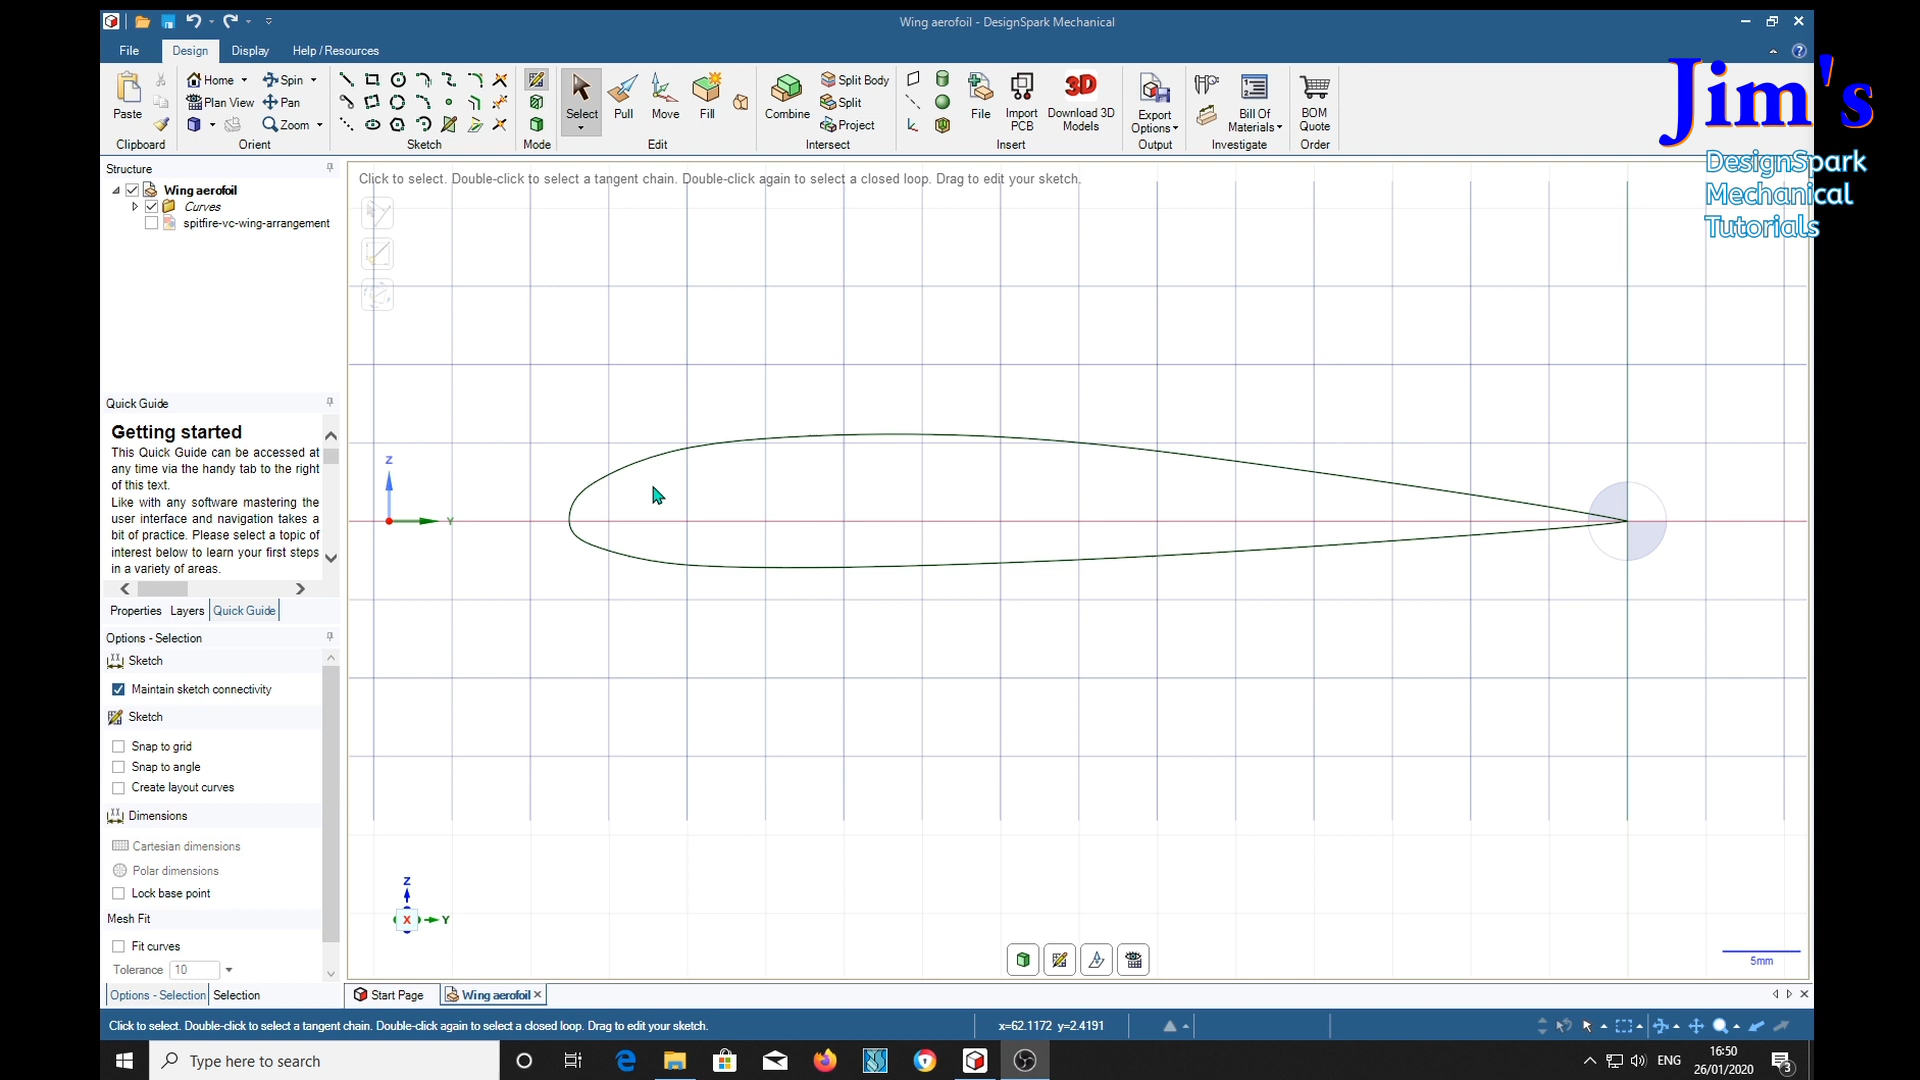 Wing aerofoil - DesignSpark Mechanical
File
Design
Display
Help / Resources
Paste
Home
Plan View
Spin
Pan
Zoom
Select
Pull
Move
Fill
Combine
Split Body
Split
Project
File
Import PCB
Download 3D Models
Export Options
Bill Of Materials
BOM Quote
Clipboard
Orient
Sketch
Mode
Edit
Intersect
Insert
Output
Investigate
Order
Jim's
DesignSpark
Mechanical
Tutorials
Structure
Wing aerofoil
Curves
spitfire-vc-wing-arrangement
Click to select. Double-click to select a tangent chain. Double-click again to select a closed loop. Drag to edit your sketch.
Quick Guide
Getting started
This Quick Guide can be accessed at
any time via the handy tab to the right
of this text.
Like with any software mastering the
user interface and navigation takes a
bit of practice. Please select a topic of
interest below to learn your first steps
in a variety of areas.
Properties
Layers
Quick Guide
Z
Y
Options - Selection
Sketch
Maintain sketch connectivity
Sketch
Snap to grid
Snap to angle
Create layout curves
Dimensions
Cartesian dimensions
Polar dimensions
Lock base point
Mesh Fit
Fit curves
Tolerance 10
Z
X
Y
5mm
Options - Selection
Selection
Start Page
Wing aerofoil
Click to select. Double-click to select a tangent chain. Double-click again to select a closed loop. Drag to edit your sketch.
x=62.1172 y=2.4191
Type here to search
ENG
16:50
26/01/2020
3